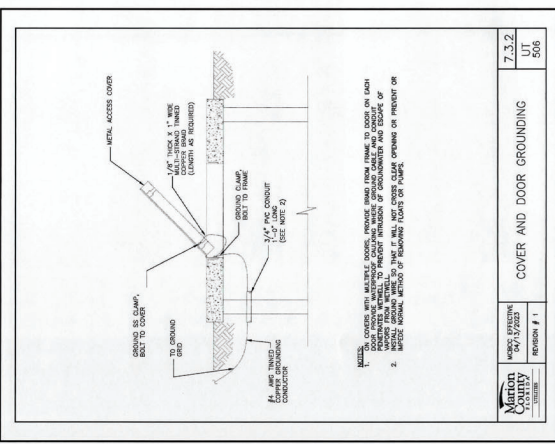 METAL ACCESS COVER
GROUND SS CLAMP,
BOLT TO COVER
1/8" THICK X 1" WIDE
MULTI-STRAND TINNED
COPPER BRAID
(LENGTH AS REQUIRED)
TO GROUND
GRID
GROUND CLAMP,
BOLT TO FRAME
3/4" PVC CONDUIT
1'-0" LONG
(SEE NOTE 2)
#4 AWG TINNED
COPPER GROUNDING
CONDUCTOR
NOTES:
1. ON COVERS WITH MULTIPLE DOORS, PROVIDE BRAID FROM FRAME TO DOOR ON EACH
DOOR PROVIDE WATERPROOF CAULKING WHERE GROUND CABLE AND CONDUIT
PENETRATES WETWELL TO PREVENT INTRUSION OF GROUNDWATER AND ESCAPE OF
VAPORS FROM WETWELL.
2. INSTALL GROUND WIRE SO THAT IT WILL NOT CROSS CLEAR OPENING OR PREVENT OR
IMPEDE NORMAL METHOD OF REMOVING FLOATS OR PUMPS.
Marion
County
FLORIDA
UTILITIES
MCBOCC EFFECTIVE
04/13/2023
REVISION # 1
COVER AND DOOR GROUNDING
7.3.2
UT
506